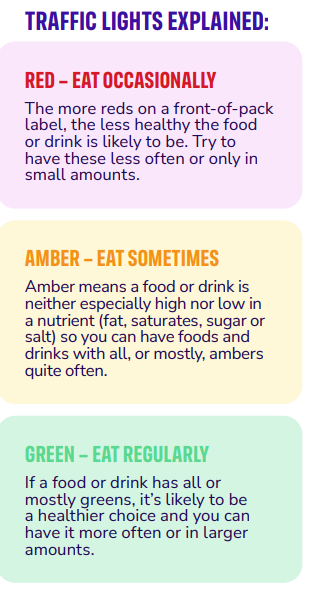 TRAFFIC LIGHTS EXPLAINED:
RED – EAT OCCASIONALLY
The more reds on a front-of-pack
label, the less healthy the food
or drink is likely to be. Try to
have these less often or only in
small amounts.
AMBER – EAT SOMETIMES
Amber means a food or drink is
neither especially high nor low in
a nutrient (fat, saturates, sugar or
salt) so you can have foods and
drinks with all, or mostly, ambers
quite often.
GREEN – EAT REGULARLY
If a food or drink has all or
mostly greens, it’s likely to be
a healthier choice and you can
have it more often or in larger
amounts.